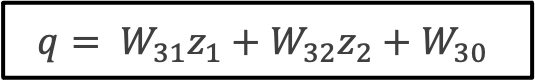 q = W₃₁z₁ + W₃₂z₂ + W₃₀